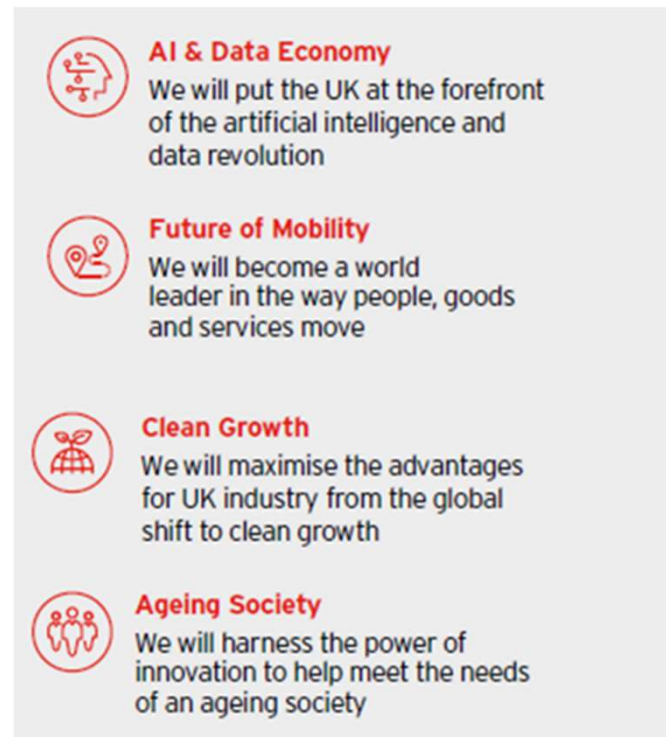 AI & Data Economy
We will put the UK at the forefront
of the artificial intelligence and
data revolution
Future of Mobility
We will become a world
leader in the way people, goods
and services move
Clean Growth
We will maximise the advantages
for UK industry from the global
shift to clean growth
Ageing Society
We will harness the power of
innovation to help meet the needs
of an ageing society